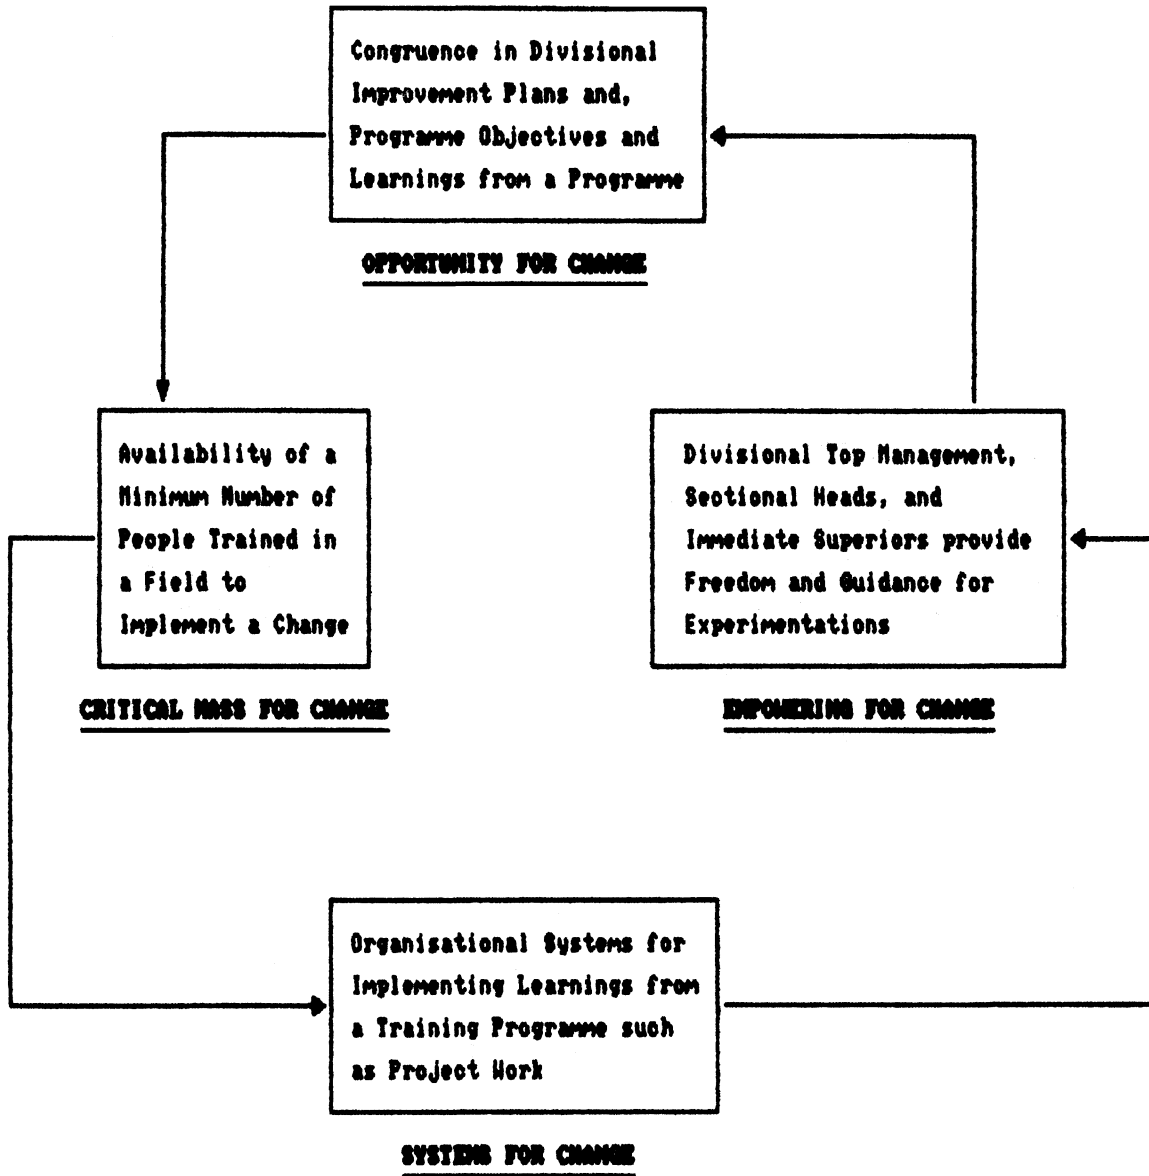 Congruence in Divisional
Improvement Plans and,
Programme Objectives and
Learnings from a Programme
OPPORTUNITY FOR CHANGE
Availability of a
Minimum Number of
People Trained in
a Field to
Implement a Change
CRITICAL MASS FOR CHANGE
Divisional Top Management,
Sectional Heads, and
Immediate Superiors provide
Freedom and Guidance for
Experimentations
EMPOWERING FOR CHANGE
Organisational Systems for
Implementing Learnings from
a Training Programme such
as Project Work
SYSTEMS FOR CHANGE